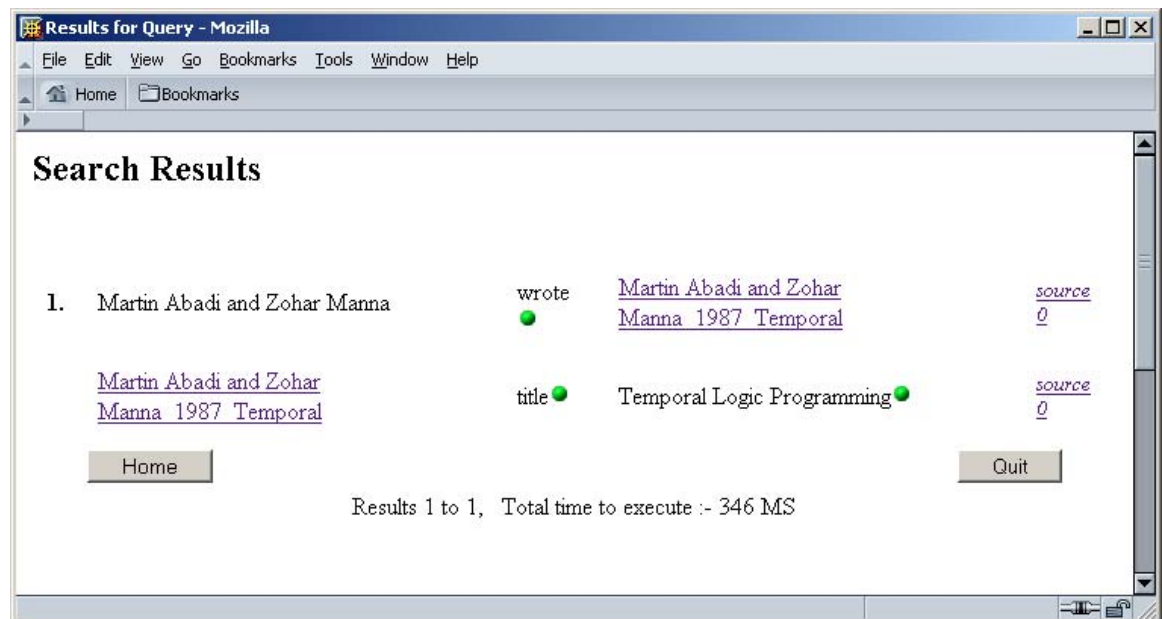 Results for Query - Mozilla
File Edit View Go Bookmarks Tools Window Help
Home Bookmarks
Search Results
1. Martin Abadi and Zohar Manna wrote Martin Abadi and Zohar Manna 1987 Temporal source 0
Martin Abadi and Zohar Manna 1987 Temporal title Temporal Logic Programming source 0
Home Quit
Results 1 to 1, Total time to execute :- 346 MS